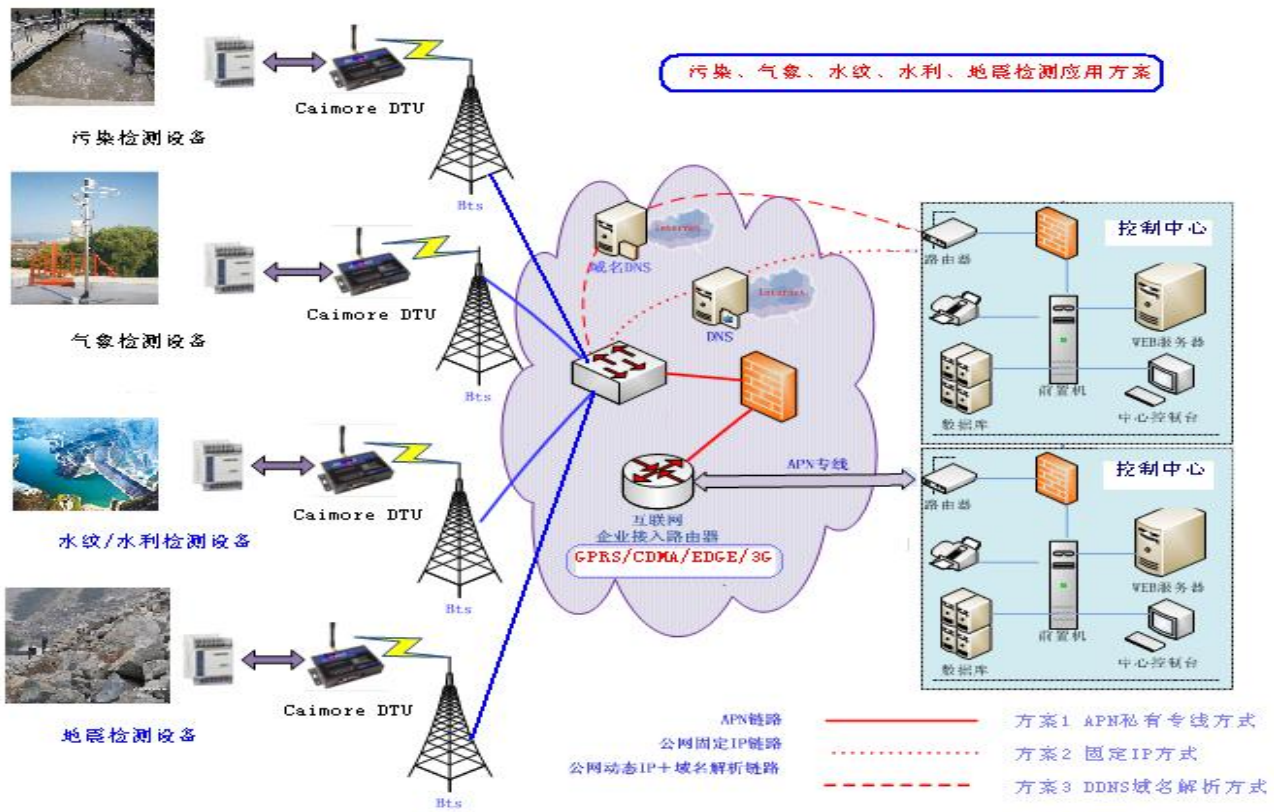 污染、气象、水纹、水利、地震检测应用方案
Caimore DTU
污染检测设备
Bts
Caimore DTU
气象检测设备
Bts
Caimore DTU
水纹/水利检测设备
Bts
Caimore DTU
地震检测设备
Bts
Internet
域名DNS
Internet
DNS
互联网
企业接入路由器
GPRS/CDMA/EDGE/3G
APN专线
控制中心
路由器
WEB服务器
前置机
数据库
中心控制台
控制中心
路由器
WEB服务器
前置机
数据库
中心控制台
APN链路
方案1 APN私有专线方式
公网固定IP链路
方案2 固定IP方式
公网动态IP+域名解析链路
方案3 DDNS域名解析方式